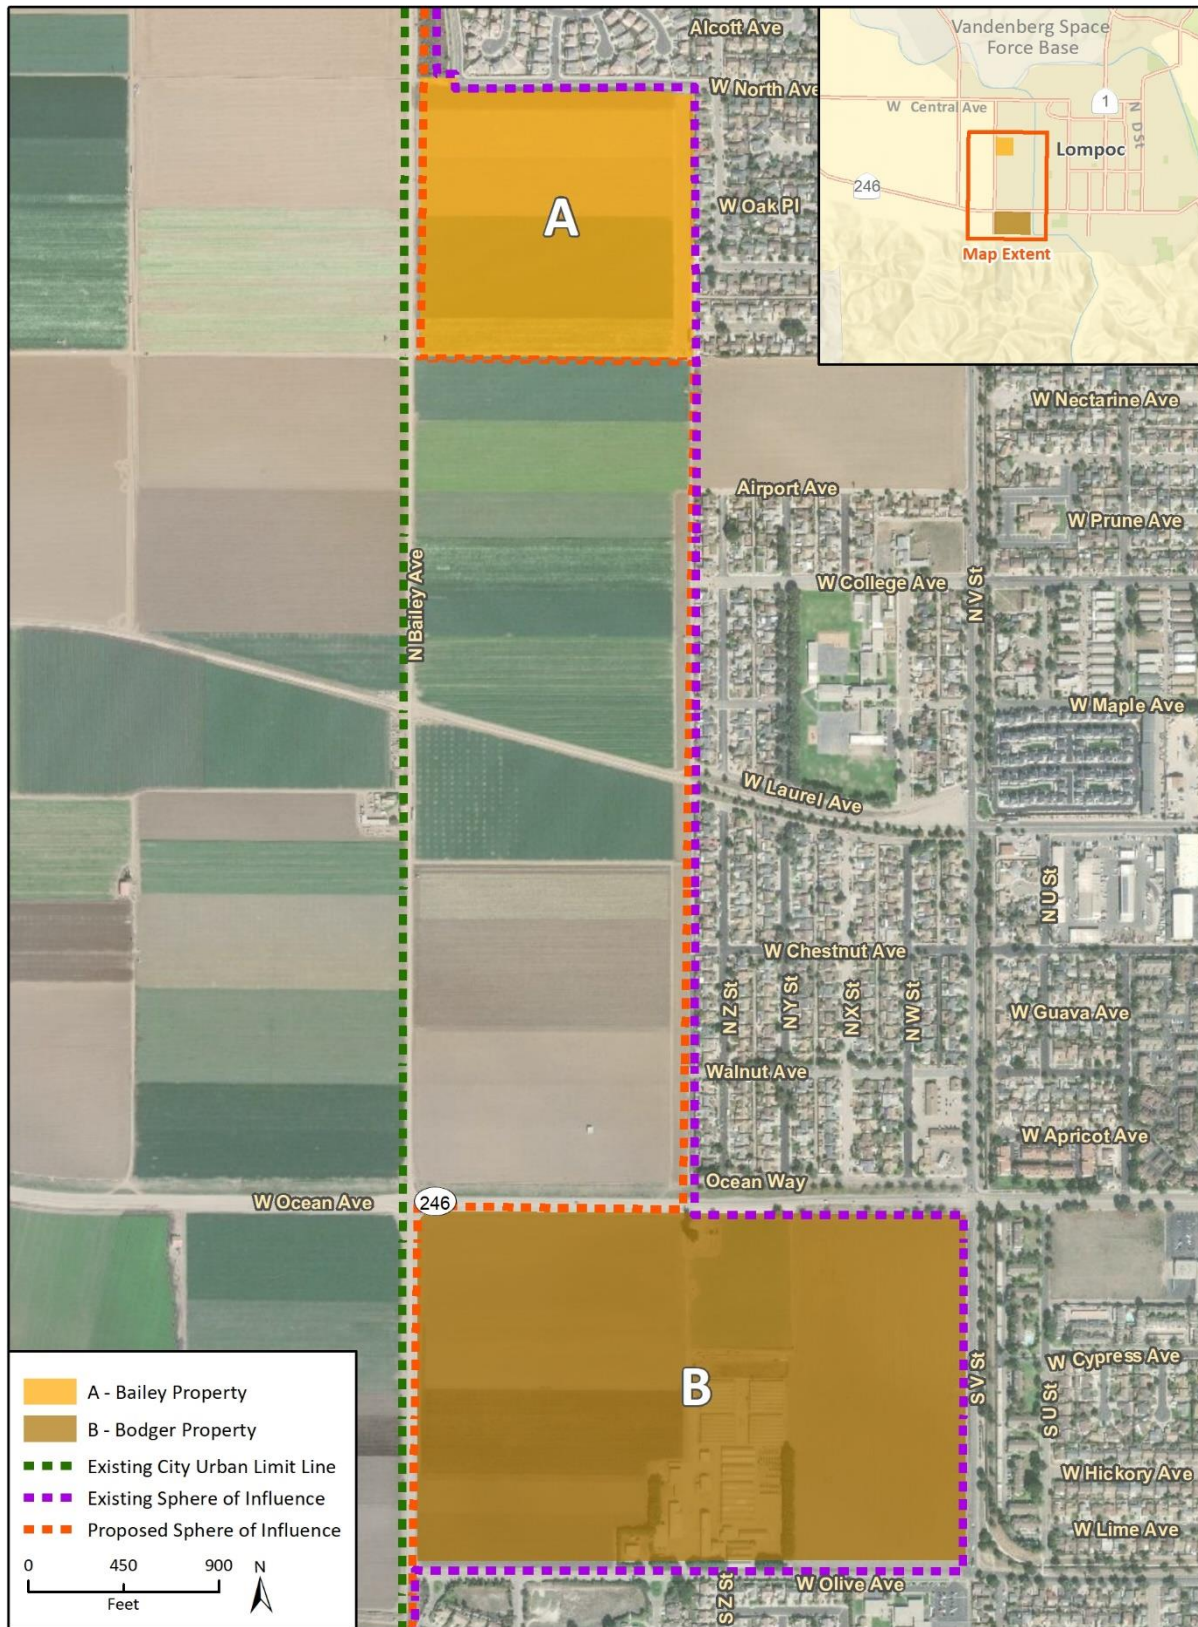 Alcott Ave
W North Ave
W Oak Pl
A
Vandenberg Space
Force Base
W Central Ave
1
N D St
Lompoc
246
Map Extent
W Nectarine Ave
Airport Ave
W Prune Ave
W College Ave
N V St
N Bailey Ave
W Maple Ave
W Laurel Ave
N U St
W Chestnut Ave
N Z St
N Y St
N X St
N W St
W Guava Ave
Walnut Ave
W Apricot Ave
Ocean Way
W Ocean Ave
246
B
S V St
W Cypress Ave
S U St
W Hickory Ave
W Lime Ave
W Olive Ave
S Z St
A - Bailey Property
B - Bodger Property
Existing City Urban Limit Line
Existing Sphere of Influence
Proposed Sphere of Influence
0 450 900
Feet
N